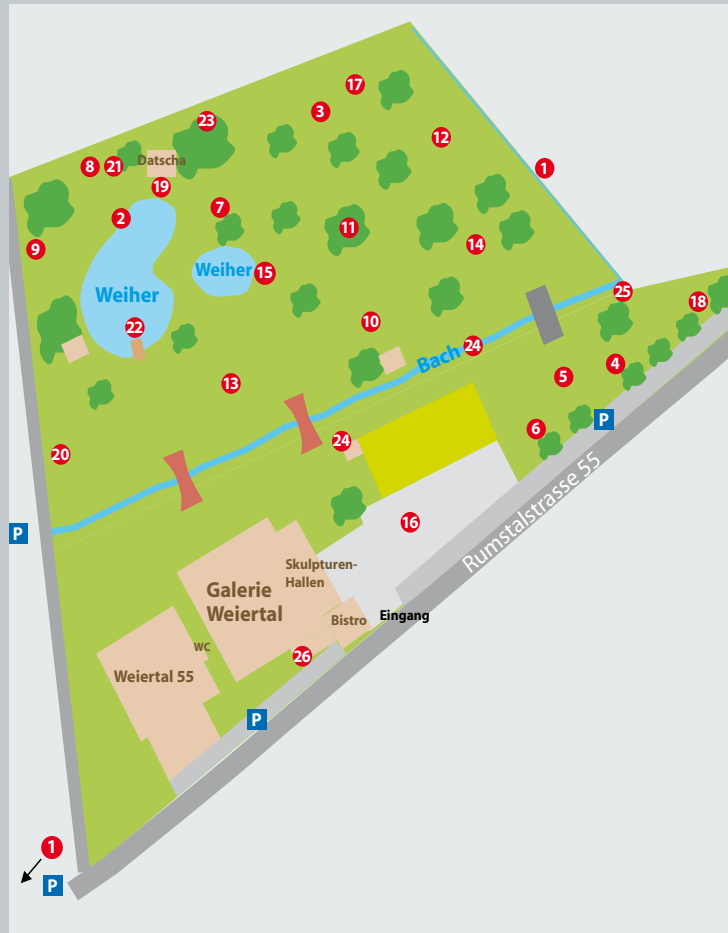 17
3
23
12
8
21
Datscha
1
19
7
2
11
9
14
Weiher
15
25
Weiher
18
22
10
Bach
24
4
5
13
P
6
24
20
Rumstalstrasse 55
16
P
Skulpturen-
Hallen
Galerie
Weiertal
Bistro
Eingang
WC
26
Weiertal 55
P
1
P